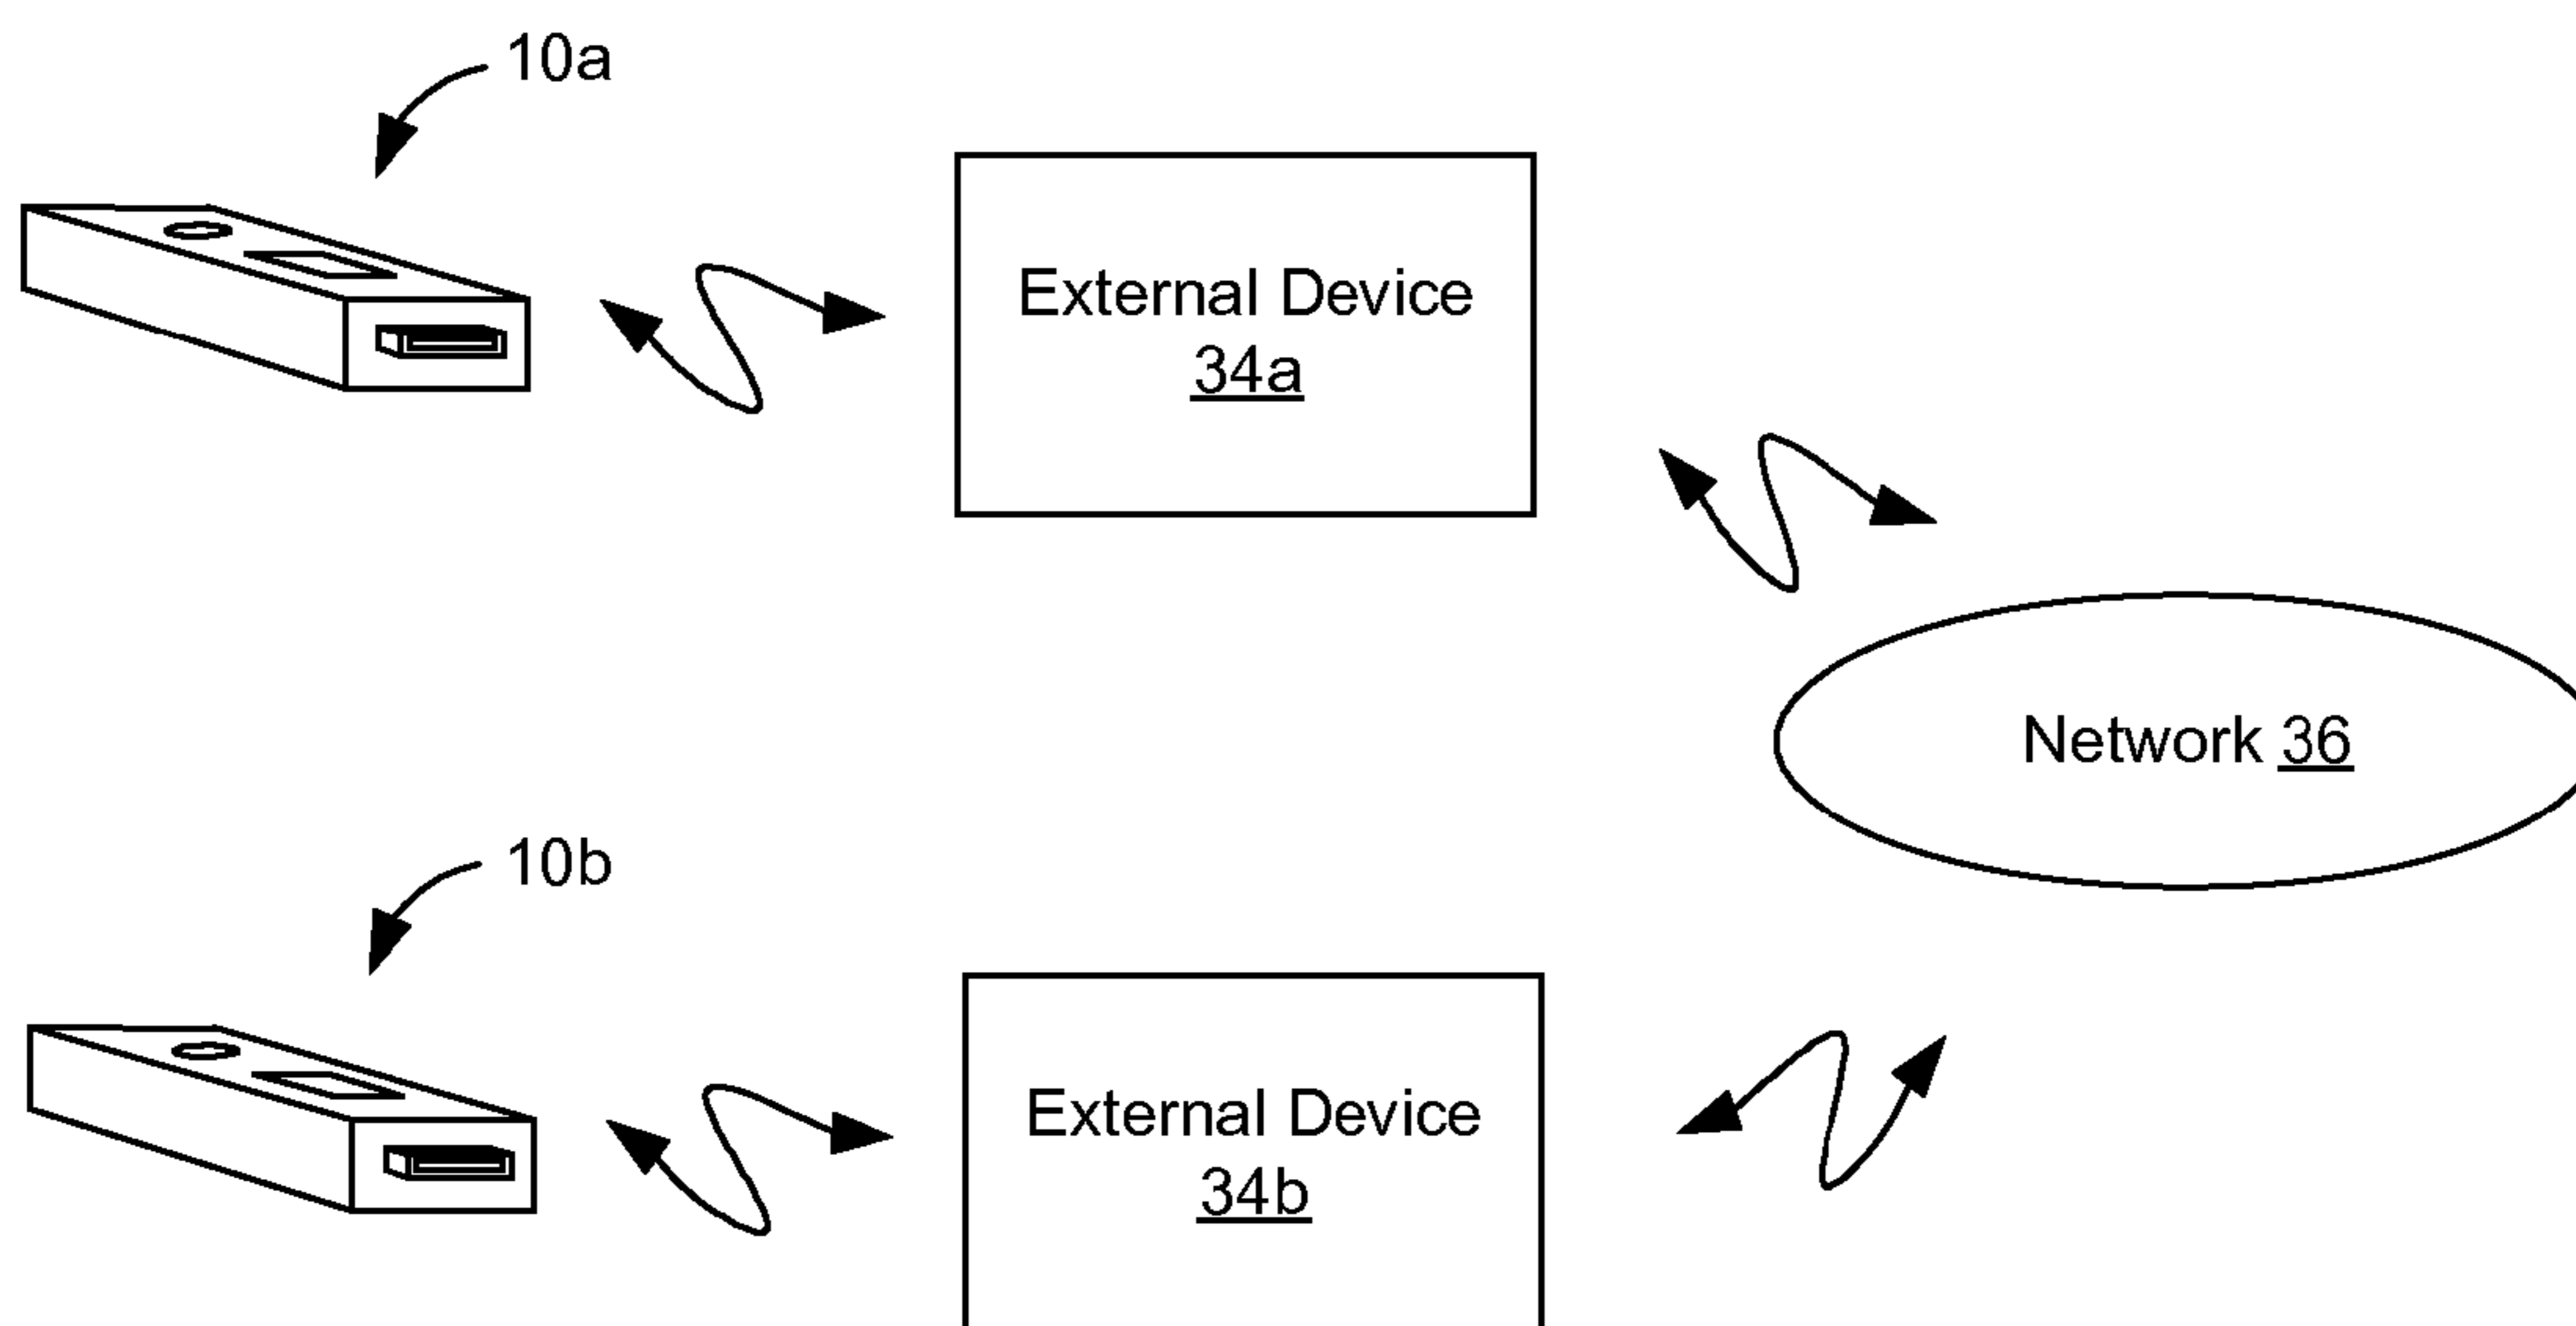 10a
External Device
34a
Network 36
10b
External Device
34b